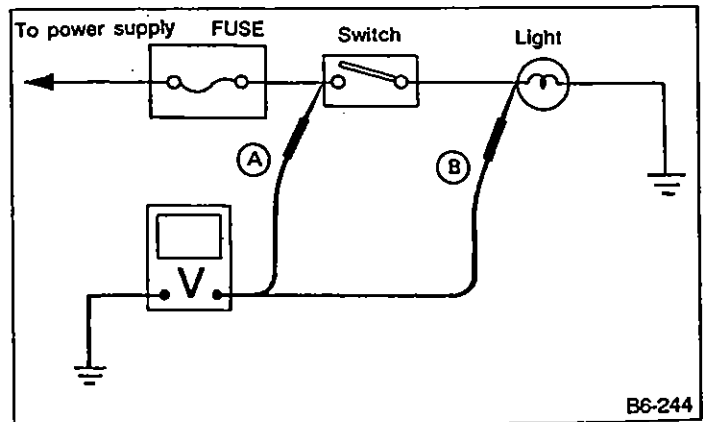 To power supply
FUSE
Switch
Light
A
B
V
B6-244